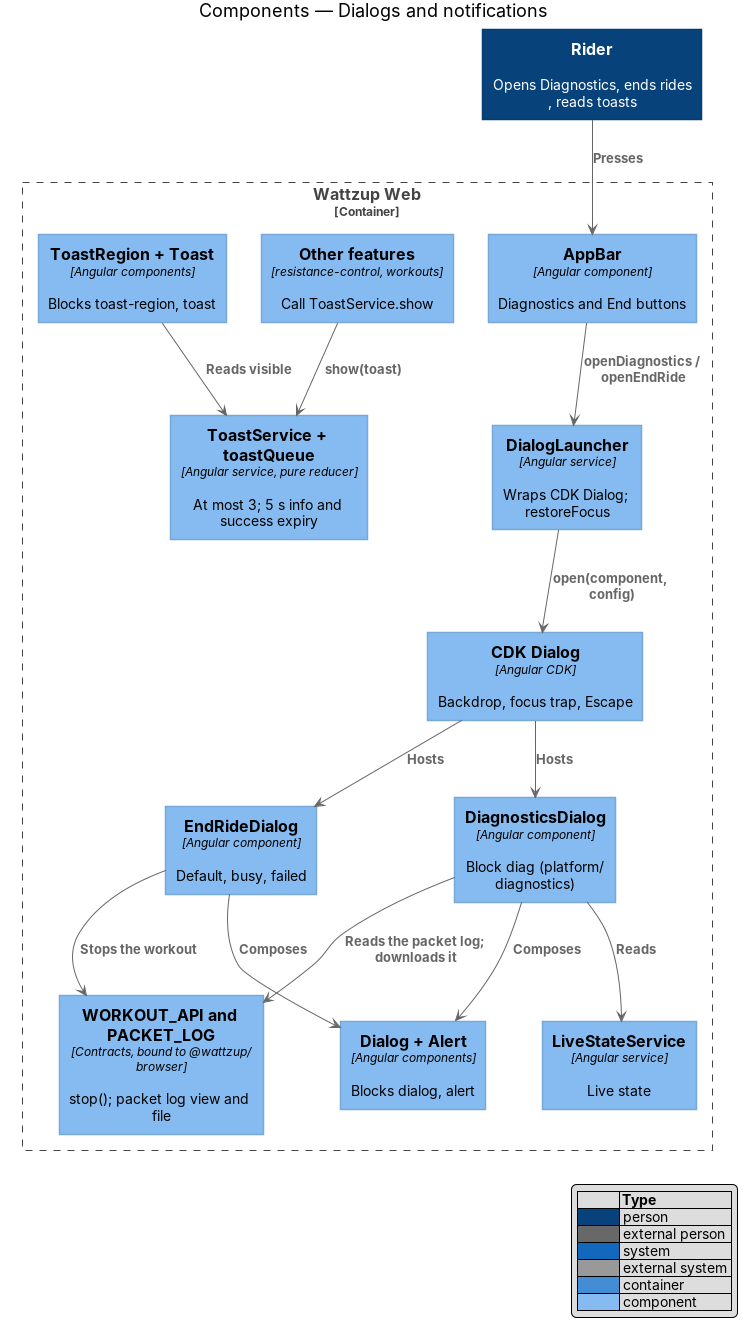 Components — Dialogs and notifications
Rider
Opens Diagnostics, ends rides
, reads toasts
Presses
Wattzup Web
[Container]
ToastRegion + Toast
[Angular components]
Blocks toast-region, toast
Other features
[resistance-control, workouts]
Call ToastService.show
AppBar
[Angular component]
Diagnostics and End buttons
Reads visible
show(toast)
openDiagnostics /
openEndRide
ToastService +
toastQueue
[Angular service, pure reducer]
At most 3; 5 s info and
success expiry
DialogLauncher
[Angular service]
Wraps CDK Dialog;
restoreFocus
open(component,
config)
CDK Dialog
[Angular CDK]
Backdrop, focus trap, Escape
Hosts
Hosts
EndRideDialog
[Angular component]
Default, busy, failed
DiagnosticsDialog
[Angular component]
Block diag (platform/
diagnostics)
Stops the workout
Composes
Reads the packet log;
downloads it
Composes
Reads
WORKOUT_API and
PACKET_LOG
[Contracts, bound to @wattzup/
browser]
stop(); packet log view and
file
Dialog + Alert
[Angular components]
Blocks dialog, alert
LiveStateService
[Angular service]
Live state
Type
person
external person
system
external system
container
component